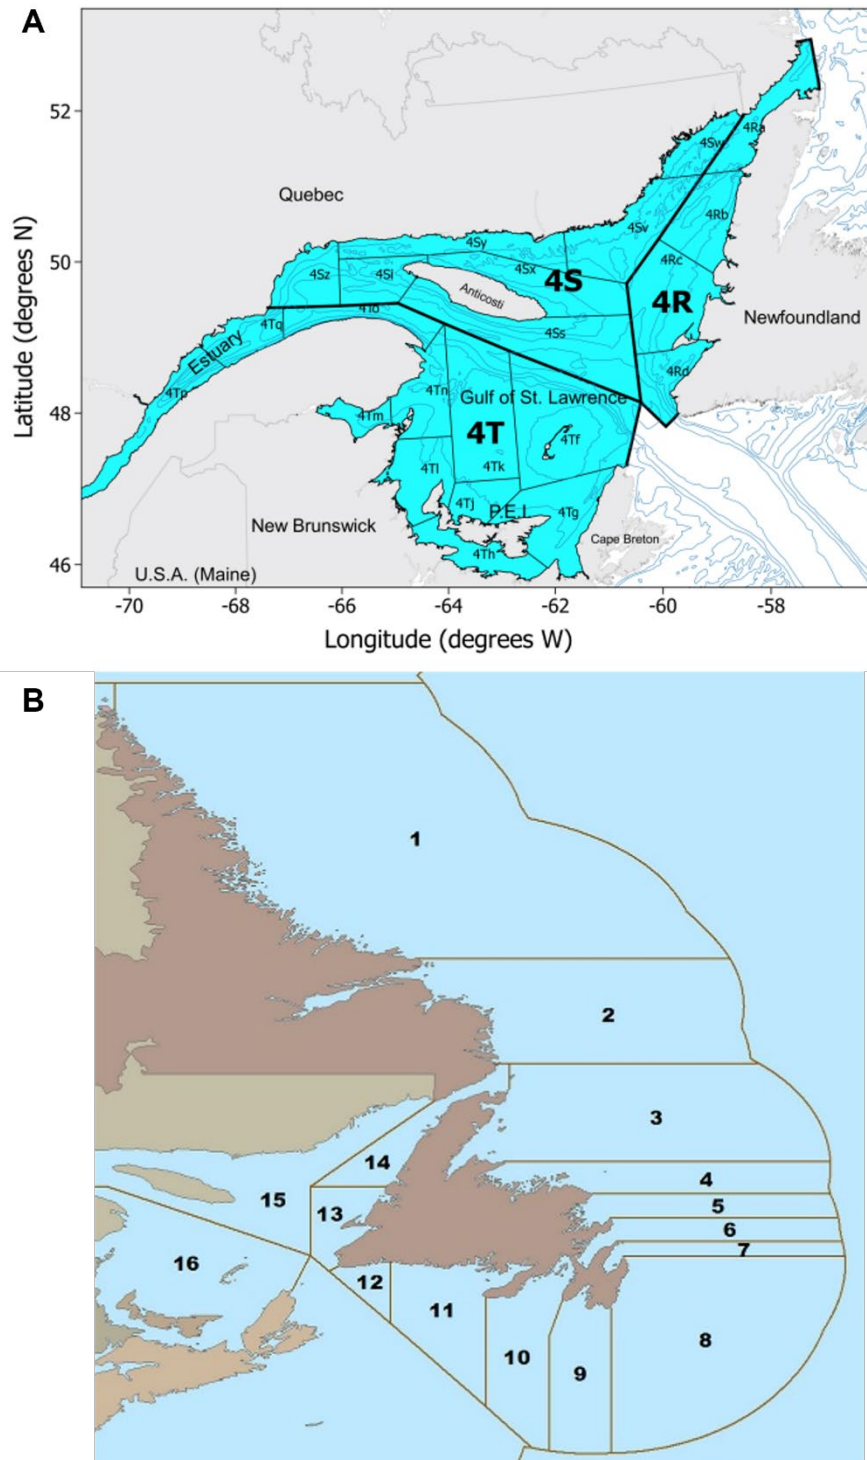 A
52
50
48
46
Latitude (degrees N)
4Ra
4Sw
Quebec
4Rb
4Sv
4Sy
4Rc
4Sx
4Sz
4Si
4S
Anticosti
4R
Newfoundland
4To
4Tq
4Ss
Estuary
4Rd
4Tp
4Tn
Gulf of St. Lawrence
4Tm
4T
4Tf
4Tl
4Tk
4Tj
P.E.I.
4Tg
New Brunswick
4Th
Cape Breton
U.S.A. (Maine)
-70 -68 -66 -64 -62 -60 -58
Longitude (degrees W)
B
1
2
3
14
4
15
5
13
6
7
16
12
11
8
10
9